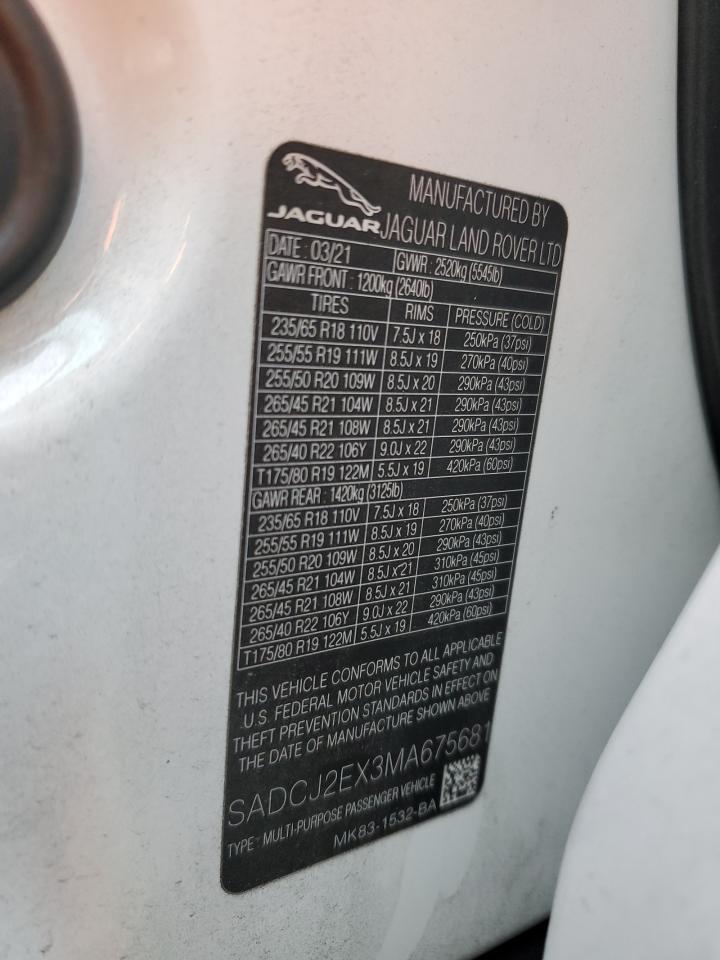 JAGUAR
MANUFACTURED BY
JAGUAR LAND ROVER LTD
DATE : 03/21 GVWR : 2520kg (5545lb)
GAWR FRONT : 1200kg (2640lb)
TIRES RIMS PRESSURE (COLD)
235/65 R18 110V 7.5J x 18 250kPa (37psi)
255/55 R19 111W 8.5J x 19 270kPa (40psi)
255/50 R20 109W 8.5J x 20 290kPa (43psi)
265/45 R21 104W 8.5J x 21 290kPa (43psi)
265/45 R21 108W 8.5J x 21 290kPa (43psi)
265/40 R22 106Y 9.0J x 22 290kPa (43psi)
T175/80 R19 122M 5.5J x 19 420kPa (60psi)
GAWR REAR : 1420kg (3125lb)
235/65 R18 110V 7.5J x 18 250kPa (37psi)
255/55 R19 111W 8.5J x 19 270kPa (40psi)
255/50 R20 109W 8.5J x 20 290kPa (43psi)
265/45 R21 104W 8.5J x 21 310kPa (45psi)
265/45 R21 108W 8.5J x 21 310kPa (45psi)
265/40 R22 106Y 9.0J x 22 290kPa (43psi)
T175/80 R19 122M 5.5J x 19 420kPa (60psi)
THIS VEHICLE CONFORMS TO ALL APPLICABLE
U.S. FEDERAL MOTOR VEHICLE SAFETY AND
THEFT PREVENTION STANDARDS IN EFFECT ON
THE DATE OF MANUFACTURE SHOWN ABOVE
SADCJ2EX3MA675681
TYPE - MULTI-PURPOSE PASSENGER VEHICLE
MK83-1532-BA